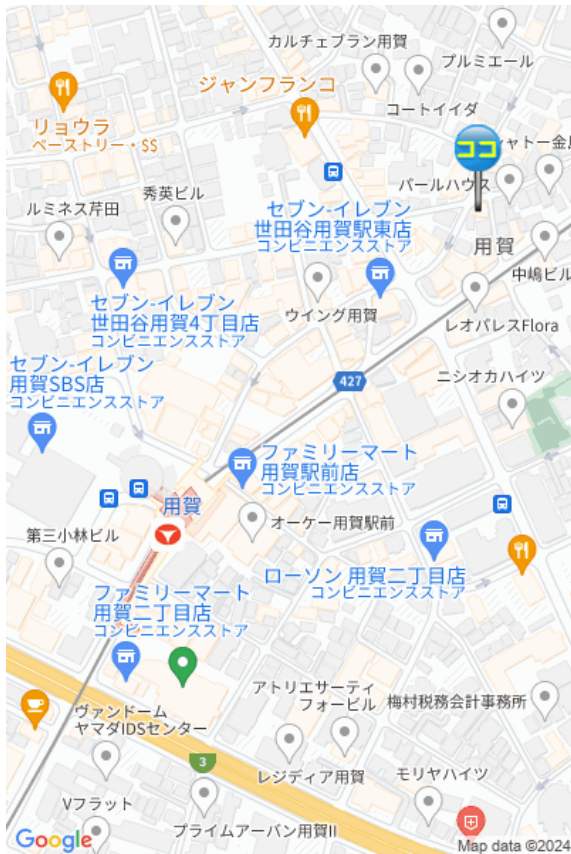 カルチェブラン用賀
プルミエール
ジャンフランコ
コートイイダ
リョウラ
ペーストリー・$$
ココ
ャトー金
パールハウス
秀英ビル
ルミネス芹田
セブン-イレブン
世田谷用賀駅東店
コンビニエンスストア
用賀
中嶋ビル
セブン-イレブン
世田谷用賀4丁目店
コンビニエンスストア
ウイング用賀
レオパレスFlora
セブン-イレブン
用賀SBS店
コンビニエンスストア
427
ニシオカハイツ
ファミリーマート
用賀駅前店
コンビニエンスストア
用賀
オーケー用賀駅前
第三小林ビル
ローソン 用賀二丁目店
コンビニエンスストア
ファミリーマート
用賀二丁目店
コンビニエンスストア
アトリエサーティ
フォービル
梅村税務会計事務所
ヴァンドーム
ヤマダIDSセンター
3
レジディア用賀
モリヤハイツ
Vフラット
プライムアーバン用賀II
Google
Map data ©2024